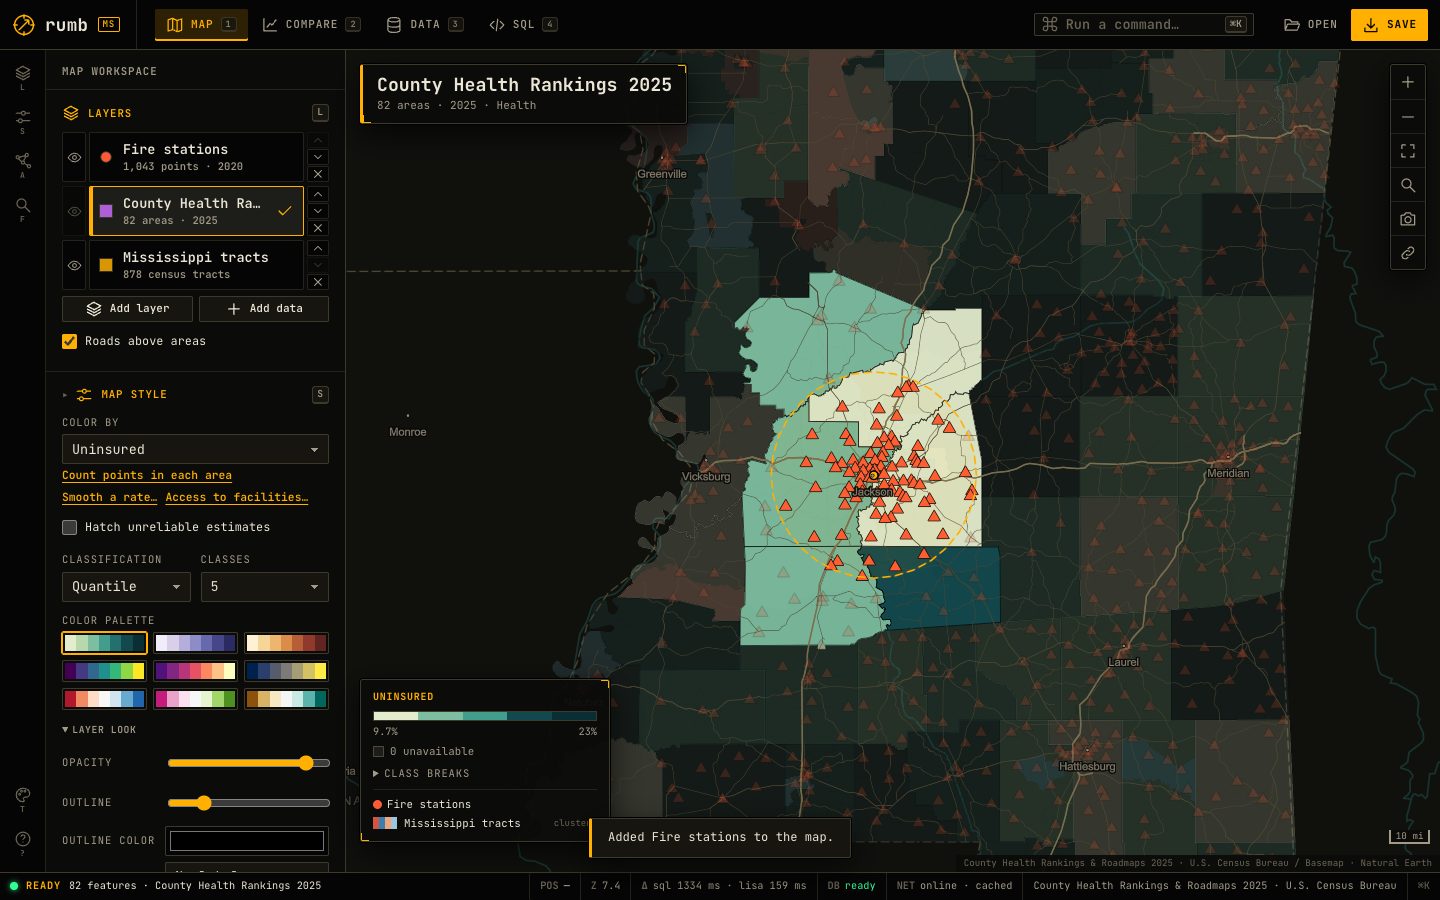 rumb MS
MAP 1
COMPARE 2
DATA 3
SQL 4
Run a command… ⌘K
OPEN
SAVE
L
S
A
F
T
?
MAP WORKSPACE
LAYERS L
Fire stations
1,043 points · 2020
County Health Ra…
82 areas · 2025
Mississippi tracts
878 census tracts
Add layer
Add data
Roads above areas
MAP STYLE S
COLOR BY
Uninsured
Count points in each area
Smooth a rate… Access to facilities…
Hatch unreliable estimates
CLASSIFICATION CLASSES
Quantile 5
COLOR PALETTE
LAYER LOOK
OPACITY
OUTLINE
OUTLINE COLOR
County Health Rankings 2025
82 areas · 2025 · Health
Greenville
Monroe
Vicksburg
Jackson
Meridian
Laurel
Hattiesburg
UNINSURED
9.7% 23%
0 unavailable
CLASS BREAKS
Fire stations
Mississippi tracts cluster
Added Fire stations to the map.
10 mi
County Health Rankings & Roadmaps 2025 · U.S. Census Bureau / Basemap · Natural Earth
READY 82 features · County Health Rankings 2025
POS —
Z 7.4
Δ sql 1334 ms · lisa 159 ms
DB ready
NET online · cached
County Health Rankings & Roadmaps 2025 · U.S. Census Bureau
⌘K